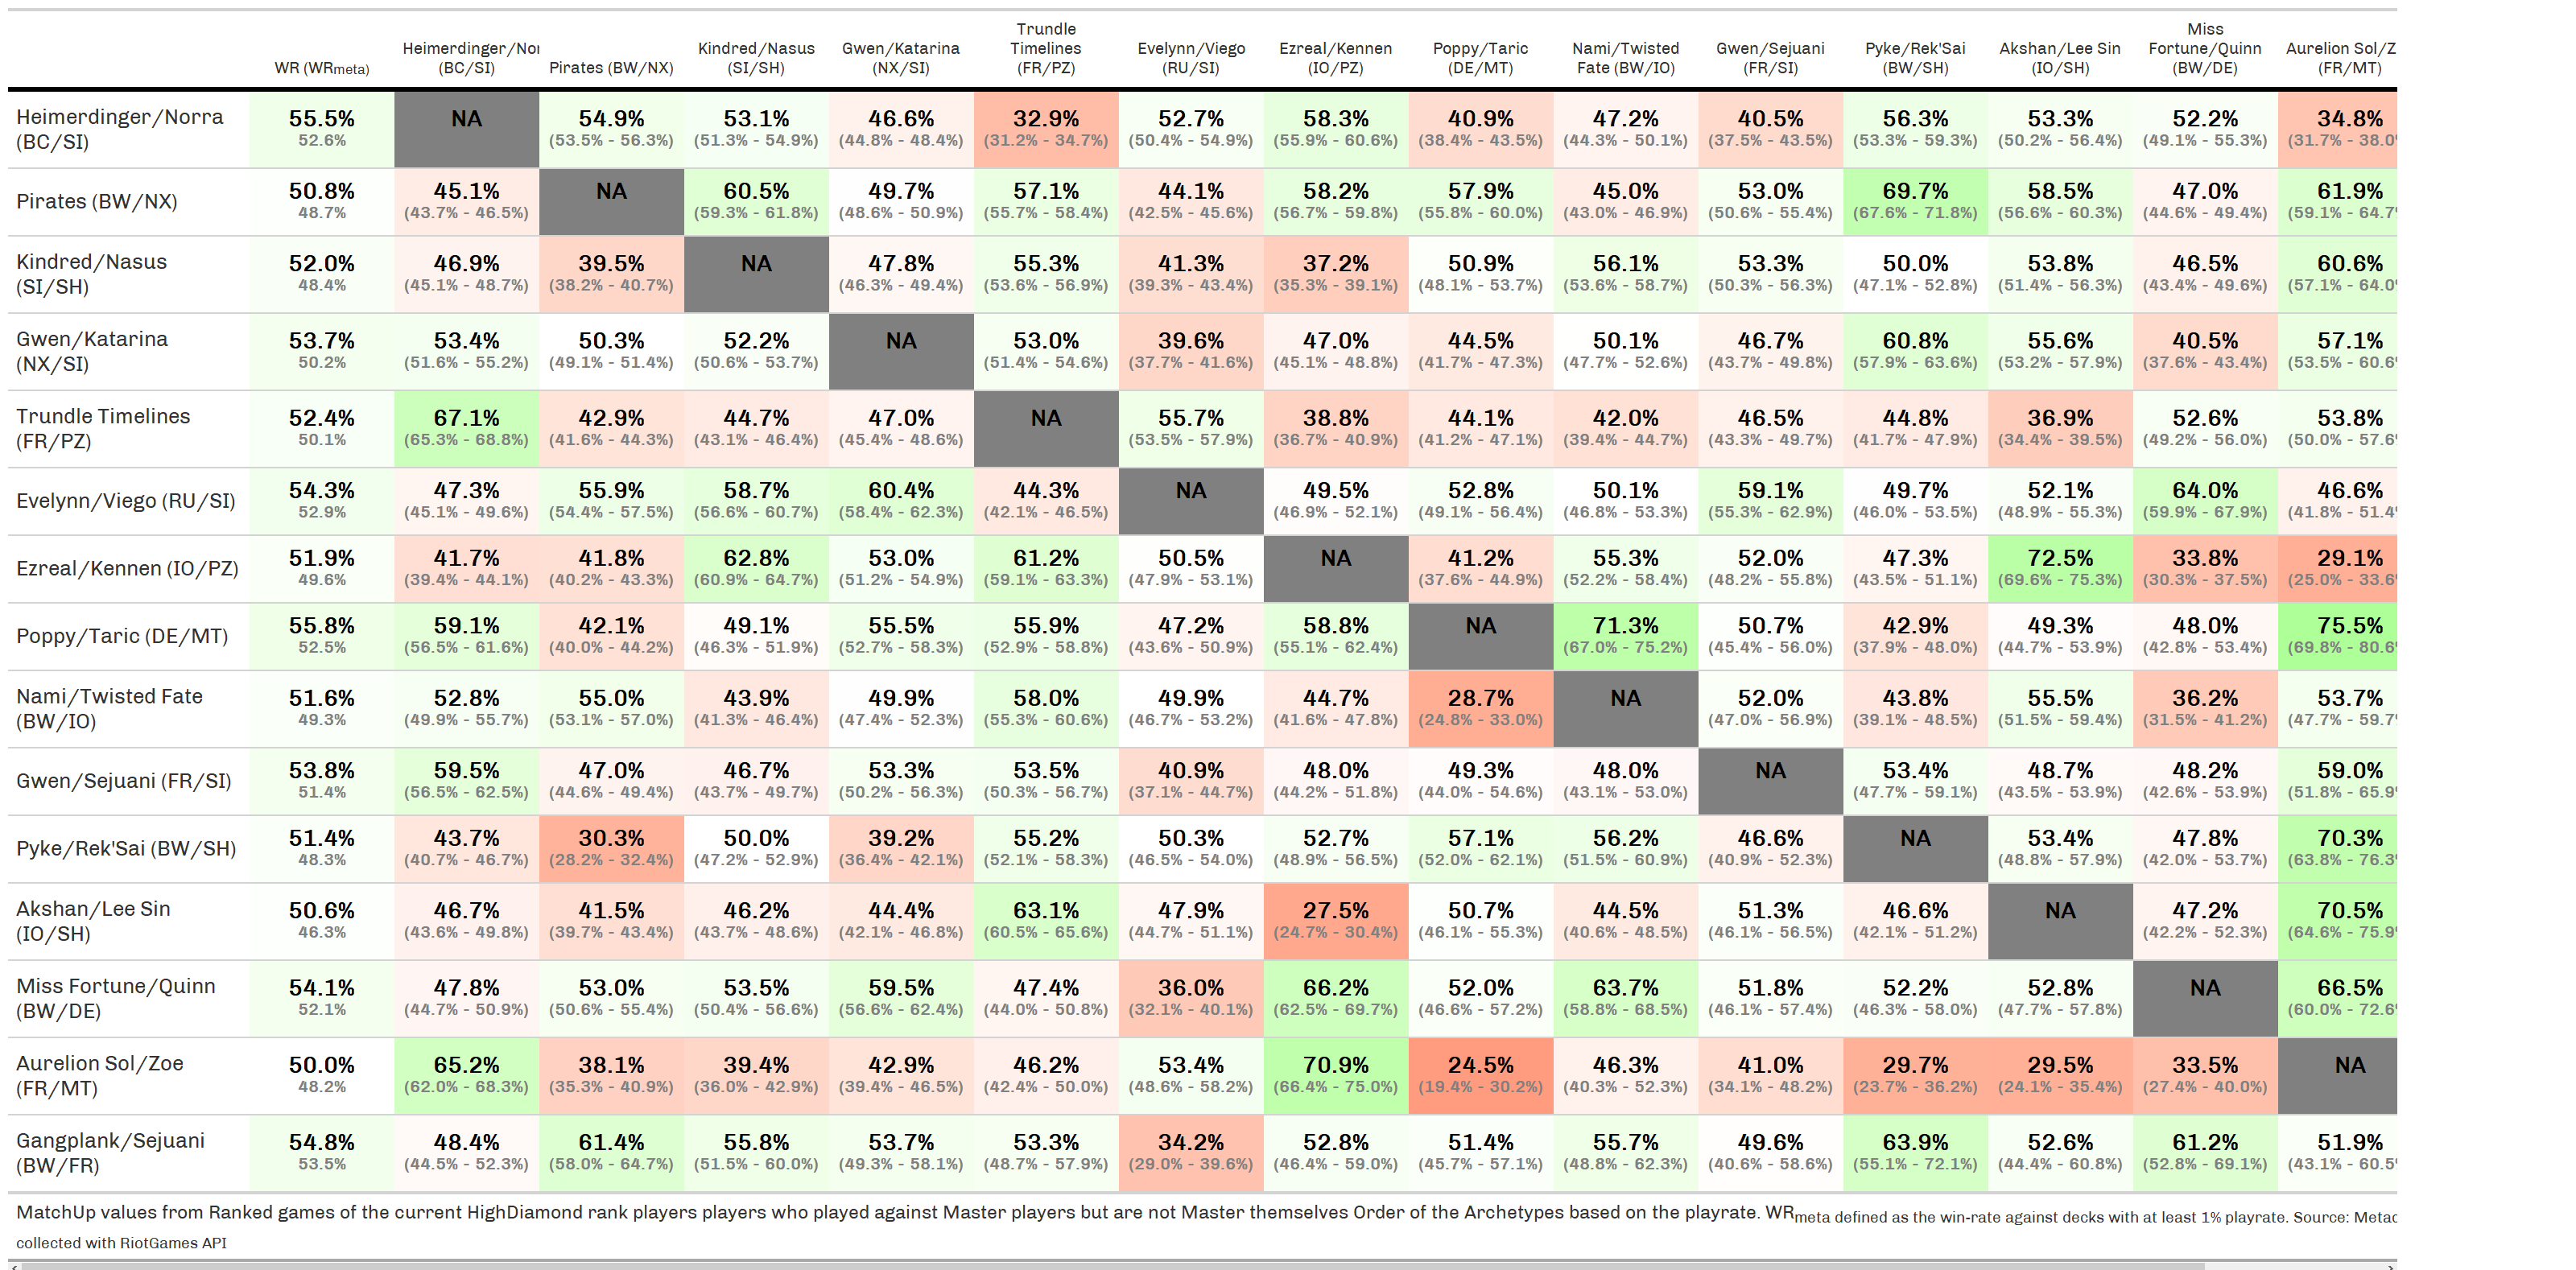 WR (WRmeta) Heimerdinger/Nor (BC/SI) Pirates (BW/NX) Kindred/Nasus (SI/SH) Gwen/Katarina (NX/SI) Trundle Timelines (FR/PZ) Evelynn/Viego (RU/SI) Ezreal/Kennen (IO/PZ) Poppy/Taric (DE/MT) Nami/Twisted Fate (BW/IO) Gwen/Sejuani (FR/SI) Pyke/Rek'Sai (BW/SH) Akshan/Lee Sin (IO/SH) Miss Fortune/Quinn (BW/DE) Aurelion Sol/Z (FR/MT)
Heimerdinger/Norra (BC/SI) 55.5% NA 54.9% 53.1% 46.6% 32.9% 52.7% 58.3% 40.9% 47.2% 40.5% 56.3% 53.3% 52.2% 34.8%
52.6% (53.5% - 56.3%) (51.3% - 54.9%) (44.8% - 48.4%) (31.2% - 34.7%) (50.4% - 54.9%) (55.9% - 60.6%) (38.4% - 43.5%) (44.3% - 50.1%) (37.5% - 43.5%) (53.3% - 59.3%) (50.2% - 56.4%) (49.1% - 55.3%) (31.7% - 38.0%
Pirates (BW/NX) 50.8% 45.1% NA 60.5% 49.7% 57.1% 44.1% 58.2% 57.9% 45.0% 53.0% 69.7% 58.5% 47.0% 61.9%
48.7% (43.7% - 46.5%) (59.3% - 61.8%) (48.6% - 50.9%) (55.7% - 58.4%) (42.5% - 45.6%) (56.7% - 59.8%) (55.8% - 60.0%) (43.0% - 46.9%) (50.6% - 55.4%) (67.6% - 71.8%) (56.6% - 60.3%) (44.6% - 49.4%) (59.1% - 64.7%
Kindred/Nasus (SI/SH) 52.0% 46.9% 39.5% NA 47.8% 55.3% 41.3% 37.2% 50.9% 56.1% 53.3% 50.0% 53.8% 46.5% 60.6%
48.4% (45.1% - 48.7%) (38.2% - 40.7%) (46.3% - 49.4%) (53.6% - 56.9%) (39.3% - 43.4%) (35.3% - 39.1%) (48.1% - 53.7%) (53.6% - 58.7%) (50.3% - 56.3%) (47.1% - 52.8%) (51.4% - 56.3%) (43.4% - 49.6%) (57.1% - 64.0%
Gwen/Katarina (NX/SI) 53.7% 53.4% 50.3% 52.2% NA 53.0% 39.6% 47.0% 44.5% 50.1% 46.7% 60.8% 55.6% 40.5% 57.1%
50.2% (51.6% - 55.2%) (49.1% - 51.4%) (50.6% - 53.7%) (51.4% - 54.6%) (37.7% - 41.6%) (45.1% - 48.8%) (41.7% - 47.3%) (47.7% - 52.6%) (43.7% - 49.8%) (57.9% - 63.6%) (53.2% - 57.9%) (37.6% - 43.4%) (53.5% - 60.6%
Trundle Timelines (FR/PZ) 52.4% 67.1% 42.9% 44.7% 47.0% NA 55.7% 38.8% 44.1% 42.0% 46.5% 44.8% 36.9% 52.6% 53.8%
50.1% (65.3% - 68.8%) (41.6% - 44.3%) (43.1% - 46.4%) (45.4% - 48.6%) (53.5% - 57.9%) (36.7% - 40.9%) (41.2% - 47.1%) (39.4% - 44.7%) (43.3% - 49.7%) (41.7% - 47.9%) (34.4% - 39.5%) (49.2% - 56.0%) (50.0% - 57.6%
Evelynn/Viego (RU/SI) 54.3% 47.3% 55.9% 58.7% 60.4% 44.3% NA 49.5% 52.8% 50.1% 59.1% 49.7% 52.1% 64.0% 46.6%
52.9% (45.1% - 49.6%) (54.4% - 57.5%) (56.6% - 60.7%) (58.4% - 62.3%) (42.1% - 46.5%) (46.9% - 52.1%) (49.1% - 56.4%) (46.8% - 53.3%) (55.3% - 62.9%) (46.0% - 53.5%) (48.9% - 55.3%) (59.9% - 67.9%) (41.8% - 51.4%
Ezreal/Kennen (IO/PZ) 51.9% 41.7% 41.8% 62.8% 53.0% 61.2% 50.5% NA 41.2% 55.3% 52.0% 47.3% 72.5% 33.8% 29.1%
49.6% (39.4% - 44.1%) (40.2% - 43.3%) (60.9% - 64.7%) (51.2% - 54.9%) (59.1% - 63.3%) (47.9% - 53.1%) (37.6% - 44.9%) (52.2% - 58.4%) (48.2% - 55.8%) (43.5% - 51.1%) (69.6% - 75.3%) (30.3% - 37.5%) (25.0% - 33.6%
Poppy/Taric (DE/MT) 55.8% 59.1% 42.1% 49.1% 55.5% 55.9% 47.2% 58.8% NA 71.3% 50.7% 42.9% 49.3% 48.0% 75.5%
52.5% (56.5% - 61.6%) (40.0% - 44.2%) (46.3% - 51.9%) (52.7% - 58.3%) (52.9% - 58.8%) (43.6% - 50.9%) (55.1% - 62.4%) (67.0% - 75.2%) (45.4% - 56.0%) (37.9% - 48.0%) (44.7% - 53.9%) (42.8% - 53.4%) (69.8% - 80.6%
Nami/Twisted Fate (BW/IO) 51.6% 52.8% 55.0% 43.9% 49.9% 58.0% 49.9% 44.7% 28.7% NA 52.0% 43.8% 55.5% 36.2% 53.7%
49.3% (49.9% - 55.7%) (53.1% - 57.0%) (41.3% - 46.4%) (47.4% - 52.3%) (55.3% - 60.6%) (46.7% - 53.2%) (41.6% - 47.8%) (24.8% - 33.0%) (47.0% - 56.9%) (39.1% - 48.5%) (51.5% - 59.4%) (31.5% - 41.2%) (47.7% - 59.7%
Gwen/Sejuani (FR/SI) 53.8% 59.5% 47.0% 46.7% 53.3% 53.5% 40.9% 48.0% 49.3% 48.0% NA 53.4% 48.7% 48.2% 59.0%
51.4% (56.5% - 62.5%) (44.6% - 49.4%) (43.7% - 49.7%) (50.2% - 56.3%) (50.3% - 56.7%) (37.1% - 44.7%) (44.2% - 51.8%) (44.0% - 54.6%) (43.1% - 53.0%) (47.7% - 59.1%) (43.5% - 53.9%) (42.6% - 53.9%) (51.8% - 65.9%
Pyke/Rek'Sai (BW/SH) 51.4% 43.7% 30.3% 50.0% 39.2% 55.2% 50.3% 52.7% 57.1% 56.2% 46.6% NA 53.4% 47.8% 70.3%
48.3% (40.7% - 46.7%) (28.2% - 32.4%) (47.2% - 52.9%) (36.4% - 42.1%) (52.1% - 58.3%) (46.5% - 54.0%) (48.9% - 56.5%) (52.0% - 62.1%) (51.5% - 60.9%) (40.9% - 52.3%) (48.8% - 57.9%) (42.0% - 53.7%) (63.8% - 76.3%
Akshan/Lee Sin (IO/SH) 50.6% 46.7% 41.5% 46.2% 44.4% 63.1% 47.9% 27.5% 50.7% 44.5% 51.3% 46.6% NA 47.2% 70.5%
46.3% (43.6% - 49.8%) (39.7% - 43.4%) (43.7% - 48.6%) (42.1% - 46.8%) (60.5% - 65.6%) (44.7% - 51.1%) (24.7% - 30.4%) (46.1% - 55.3%) (40.6% - 48.5%) (46.1% - 56.5%) (42.1% - 51.2%) (42.2% - 52.3%) (64.6% - 75.9%
Miss Fortune/Quinn (BW/DE) 54.1% 47.8% 53.0% 53.5% 59.5% 47.4% 36.0% 66.2% 52.0% 63.7% 51.8% 52.2% 52.8% NA 66.5%
52.1% (44.7% - 50.9%) (50.6% - 55.4%) (50.4% - 56.6%) (56.6% - 62.4%) (44.0% - 50.8%) (32.1% - 40.1%) (62.5% - 69.7%) (46.6% - 57.2%) (58.8% - 68.5%) (46.1% - 57.4%) (46.3% - 58.0%) (47.7% - 57.8%) (60.0% - 72.6%
Aurelion Sol/Zoe (FR/MT) 50.0% 65.2% 38.1% 39.4% 42.9% 46.2% 53.4% 70.9% 24.5% 46.3% 41.0% 29.7% 29.5% 33.5% NA
48.2% (62.0% - 68.3%) (35.3% - 40.9%) (36.0% - 42.9%) (39.4% - 46.5%) (42.4% - 50.0%) (48.6% - 58.2%) (66.4% - 75.0%) (19.4% - 30.2%) (40.3% - 52.3%) (34.1% - 48.2%) (23.7% - 36.2%) (24.1% - 35.4%) (27.4% - 40.0%)
Gangplank/Sejuani (BW/FR) 54.8% 48.4% 61.4% 55.8% 53.7% 53.3% 34.2% 52.8% 51.4% 55.7% 49.6% 63.9% 52.6% 61.2% 51.9%
53.5% (44.5% - 52.3%) (58.0% - 64.7%) (51.5% - 60.0%) (49.3% - 58.1%) (48.7% - 57.9%) (29.0% - 39.6%) (46.4% - 59.0%) (45.7% - 57.1%) (48.8% - 62.3%) (40.6% - 58.6%) (55.1% - 72.1%) (44.4% - 60.8%) (52.8% - 69.1%) (43.1% - 60.5%
MatchUp values from Ranked games of the current HighDiamond rank players players who played against Master players but are not Master themselves Order of the Archetypes based on the playrate. WRmeta defined as the win-rate against decks with at least 1% playrate. Source:
collected with RiotGames API